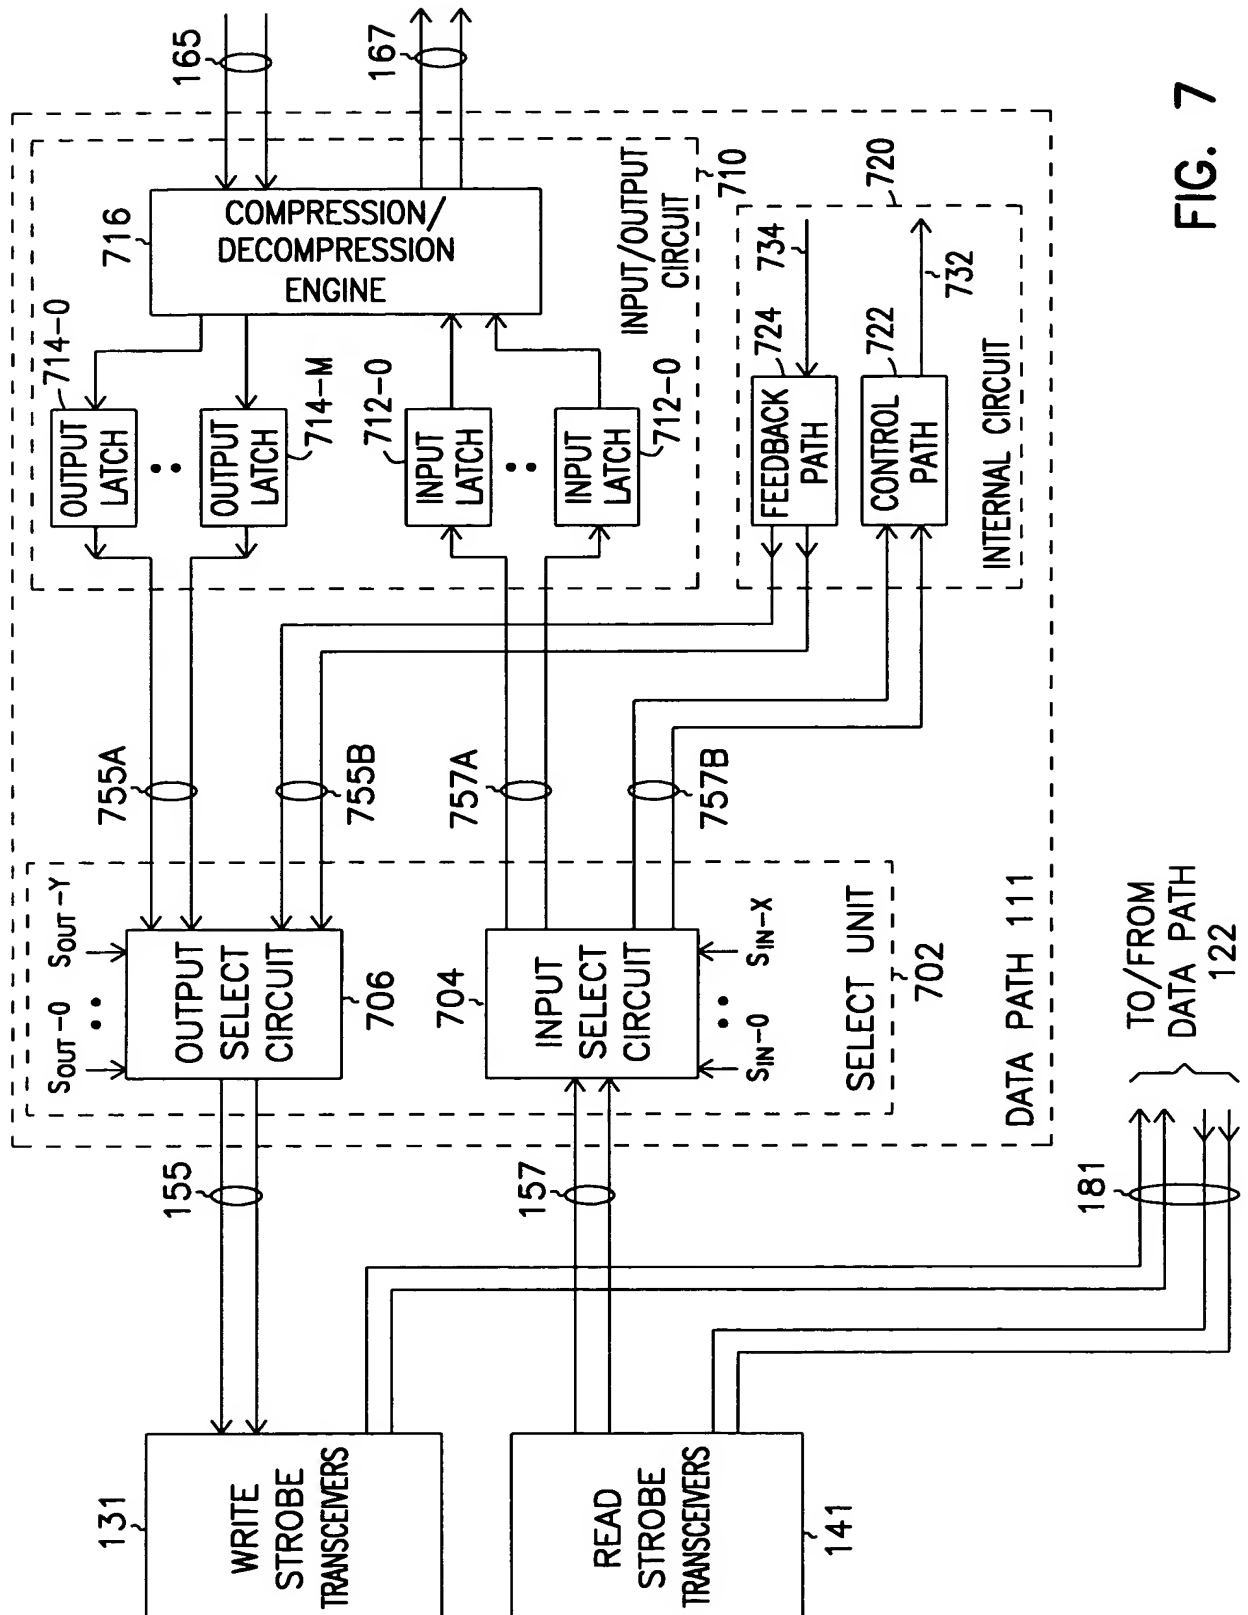 131
WRITE
STROBE
TRANSCEIVERS
READ
STROBE
TRANSCEIVERS
141
155
157
181
TO/FROM
DATA PATH
122
SOUT-0
SOUT-Y
OUTPUT
SELECT
CIRCUIT
706
704
INPUT
SELECT
CIRCUIT
SIN-0
SIN-X
SELECT UNIT
702
DATA PATH 111
755A
755B
757A
757B
714-0
OUTPUT
LATCH
OUTPUT
LATCH
714-M
712-0
INPUT
LATCH
INPUT
LATCH
712-0
716
COMPRESSION/
DECOMPRESSION
ENGINE
INPUT/OUTPUT
CIRCUIT
710
FEEDBACK
PATH
724
734
CONTROL
PATH
722
732
INTERNAL CIRCUIT
720
165
167
FIG. 7